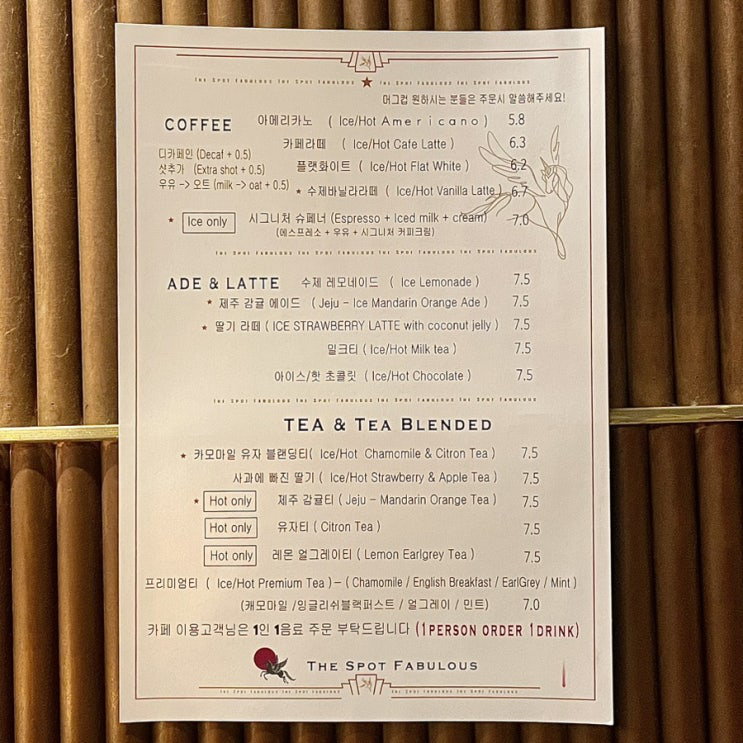 The Spot Fabulous The Spot Fabulous The Spot Fabulous The Spot Fabulous
머그컵 원하시는 분들은 주문시 말씀해주세요!
COFFEE
아메리카노 ( Ice/Hot Americano ) 5.8
카페라떼 ( Ice/Hot Cafe Latte ) 6.3
디카페인 (Decaf + 0.5)
샷추가 (Extra shot + 0.5)
우유 -> 오트 (milk -> oat + 0.5)
플랫화이트 ( Ice/Hot Flat White ) 6.2
★ 수제바닐라라떼 ( Ice/Hot Vanilla Latte ) 6.7
★ Ice only 시그니처 슈페너 (Espresso + Iced milk + cream) 7.0
(에스프레소 + 우유 + 시그니처 커피크림)
The Spot Fabulous The Spot Fabulous The Spot Fabulous The Spot Fabulous
ADE & LATTE 수제 레모네이드 ( Ice Lemonade ) 7.5
★ 제주 감귤 에이드 ( Jeju - Ice Mandarin Orange Ade ) 7.5
★ 딸기 라떼 ( ICE STRAWBERRY LATTE with coconut jelly ) 7.5
밀크티 ( Ice/Hot Milk tea ) 7.5
아이스/핫 초콜릿 ( Ice/Hot Chocolate ) 7.5
The Spot Fabulous The Spot Fabulous The Spot Fabulous The Spot Fabulous
TEA & TEA BLENDED
★ 카모마일 유자 블랜딩티( Ice/Hot Chamomile & Citron Tea ) 7.5
사과에 빠진 딸기 ( Ice/Hot Strawberry & Apple Tea ) 7.5
★ Hot only 제주 감귤티 ( Jeju - Mandarin Orange Tea ) 7.5
Hot only 유자티 ( Citron Tea ) 7.5
Hot only 레몬 얼그레이티 ( Lemon Earlgrey Tea ) 7.5
프리미엄티 ( Ice/Hot Premium Tea ) - ( Chamomile / English Breakfast / EarlGrey / Mint )
(캐모마일 /잉글리쉬블랙퍼스트 / 얼그레이 / 민트) 7.0
카페 이용고객님은 1인 1음료 주문 부탁드립니다 (1PERSON ORDER 1DRINK)
THE SPOT FABULOUS
The Spot Fabulous The Spot Fabulous The Spot Fabulous The Spot Fabulous